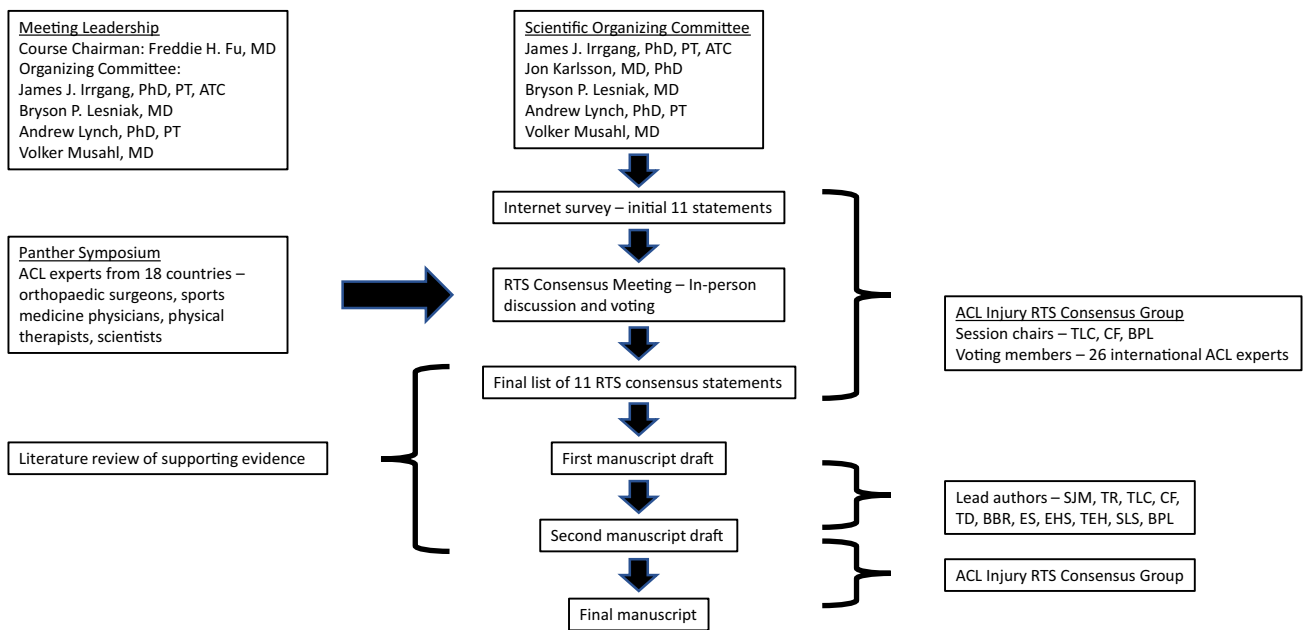 Meeting Leadership
Course Chairman: Freddie H. Fu, MD
Organizing Committee:
James J. Irrgang, PhD, PT, ATC
Bryson P. Lesniak, MD
Andrew Lynch, PhD, PT
Volker Musahl, MD
Scientific Organizing Committee
James J. Irrgang, PhD, PT, ATC
Jon Karlsson, MD, PhD
Bryson P. Lesniak, MD
Andrew Lynch, PhD, PT
Volker Musahl, MD
Internet survey – initial 11 statements
Panther Symposium
ACL experts from 18 countries –
orthopaedic surgeons, sports
medicine physicians, physical
therapists, scientists
RTS Consensus Meeting – In-person
discussion and voting
ACL Injury RTS Consensus Group
Session chairs – TLC, CF, BPL
Voting members – 26 international ACL experts
Final list of 11 RTS consensus statements
Literature review of supporting evidence
First manuscript draft
Lead authors – SJM, TR, TLC, CF,
TD, BBR, ES, EHS, TEH, SLS, BPL
Second manuscript draft
ACL Injury RTS Consensus Group
Final manuscript